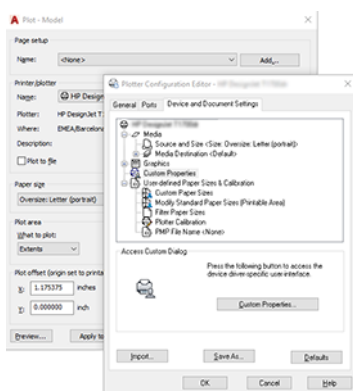 Plot - Model
Page setup
Name:
<None>
Add...
Printer/plotter
Name:
HP Design
Plotter:
HP DesignJet T
Where:
EMEA/Barcelona
Description:
Plot to file
Paper size
Oversize: Letter (portrait)
Plot area
What to plot:
Extents
Plot offset (origin set to printa
X:
1.175375
inches
Y:
0.000000
inch
Preview...
Apply to
Plotter Configuration Editor -
General
Ports
Device and Document Settings
Media
Source and Size <Size: Oversize: Letter (portrait)>
Media Destination <Default>
Graphics
Custom Properties
User-defined Paper Sizes & Calibration
Custom Paper Sizes
Modify Standard Paper Sizes (Printable Area)
Filter Paper Sizes
Plotter Calibration
PMP File Name <None>
Access Custom Dialog
Press the following button to access the
device driver-specific user-interface.
Custom Properties...
Import...
Save As...
Defaults
OK
Cancel
Help